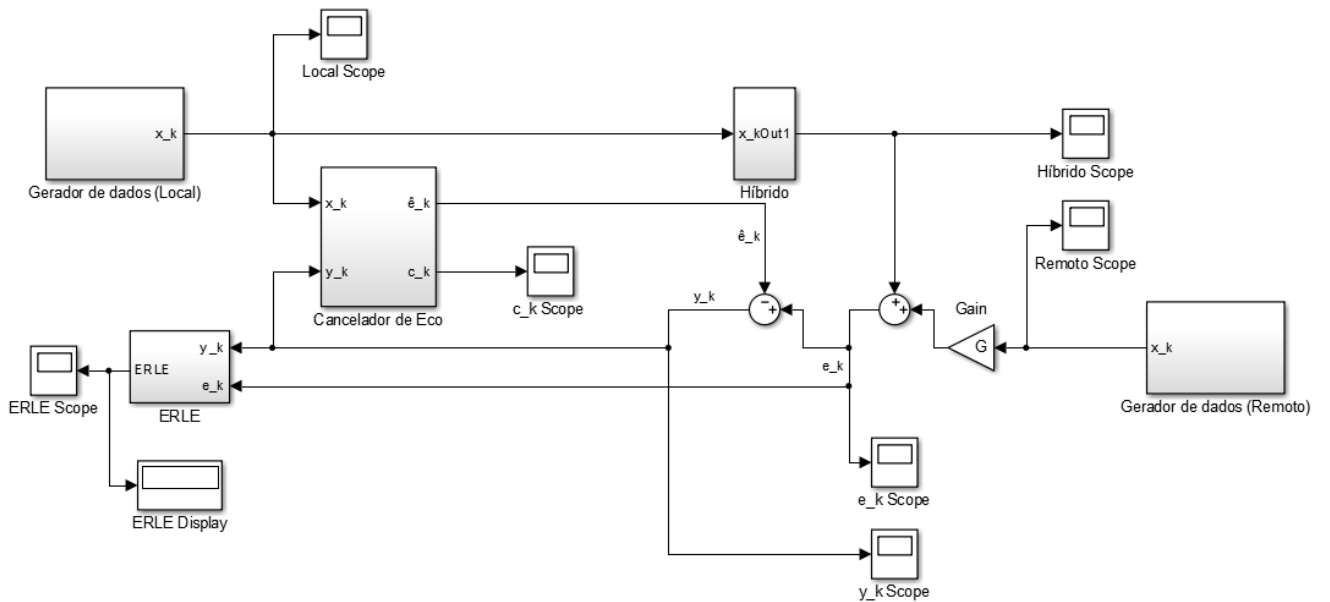 Local Scope
x_k
Gerador de dados (Local)
x_kOut1
Híbrido
Híbrido Scope
x_k
ê_k
y_k
c_k
Cancelador de Eco
c_k Scope
ê_k
Remoto Scope
y_k
−
+
+
+
Gain
G
x_k
Gerador de dados (Remoto)
e_k
y_k
ERLE
e_k
ERLE
ERLE Scope
ERLE Display
e_k Scope
y_k Scope